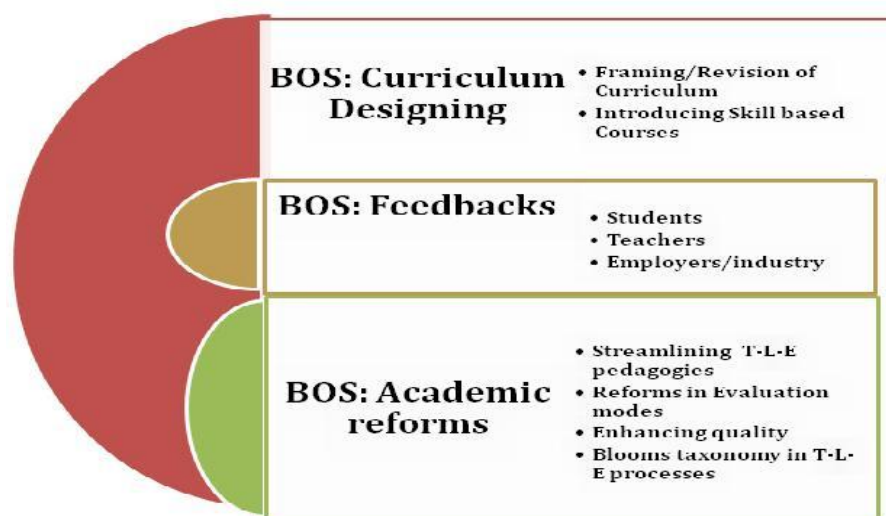 BOS: Curriculum
Designing
• Framing/Revision of
Curriculum
• Introducing Skill based
Courses
BOS: Feedbacks
• Students
• Teachers
• Employers/industry
BOS: Academic
reforms
• Streamlining T-L-E
pedagogies
• Reforms in Evaluation
modes
• Enhancing quality
• Blooms taxonomy in T-L-
E processes